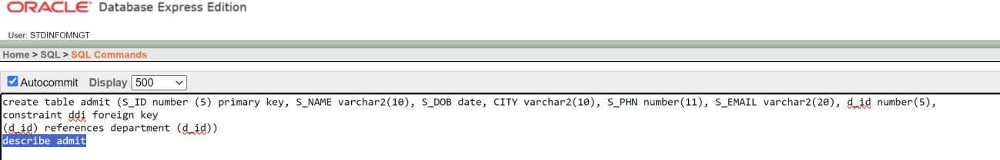 ORACLE Database Express Edition
User: STDINFOMNGT
Home > SQL > SQL Commands
Autocommit Display 500
create table admit (S_ID number (5) primary key, S_NAME varchar2(10), S_DOB date, CITY varchar2(10), S_PHN number(11), S_EMAIL varchar2(20), d_id number(5),
constraint ddi foreign key
(d_id) references department (d_id))
describe admit